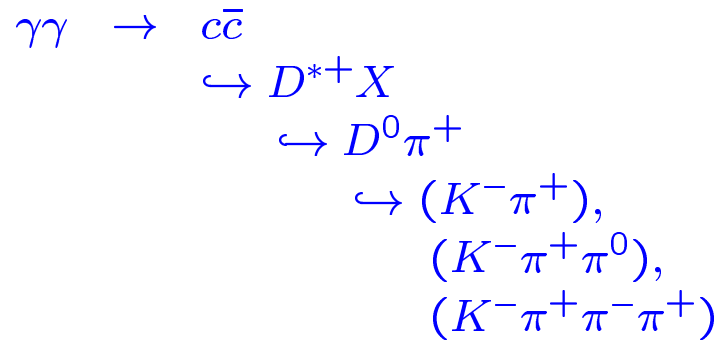 γγ → cc̄
↪ D*⁺X
↪ D⁰π⁺
↪ (K⁻π⁺),
(K⁻π⁺π⁰),
(K⁻π⁺π⁻π⁺)